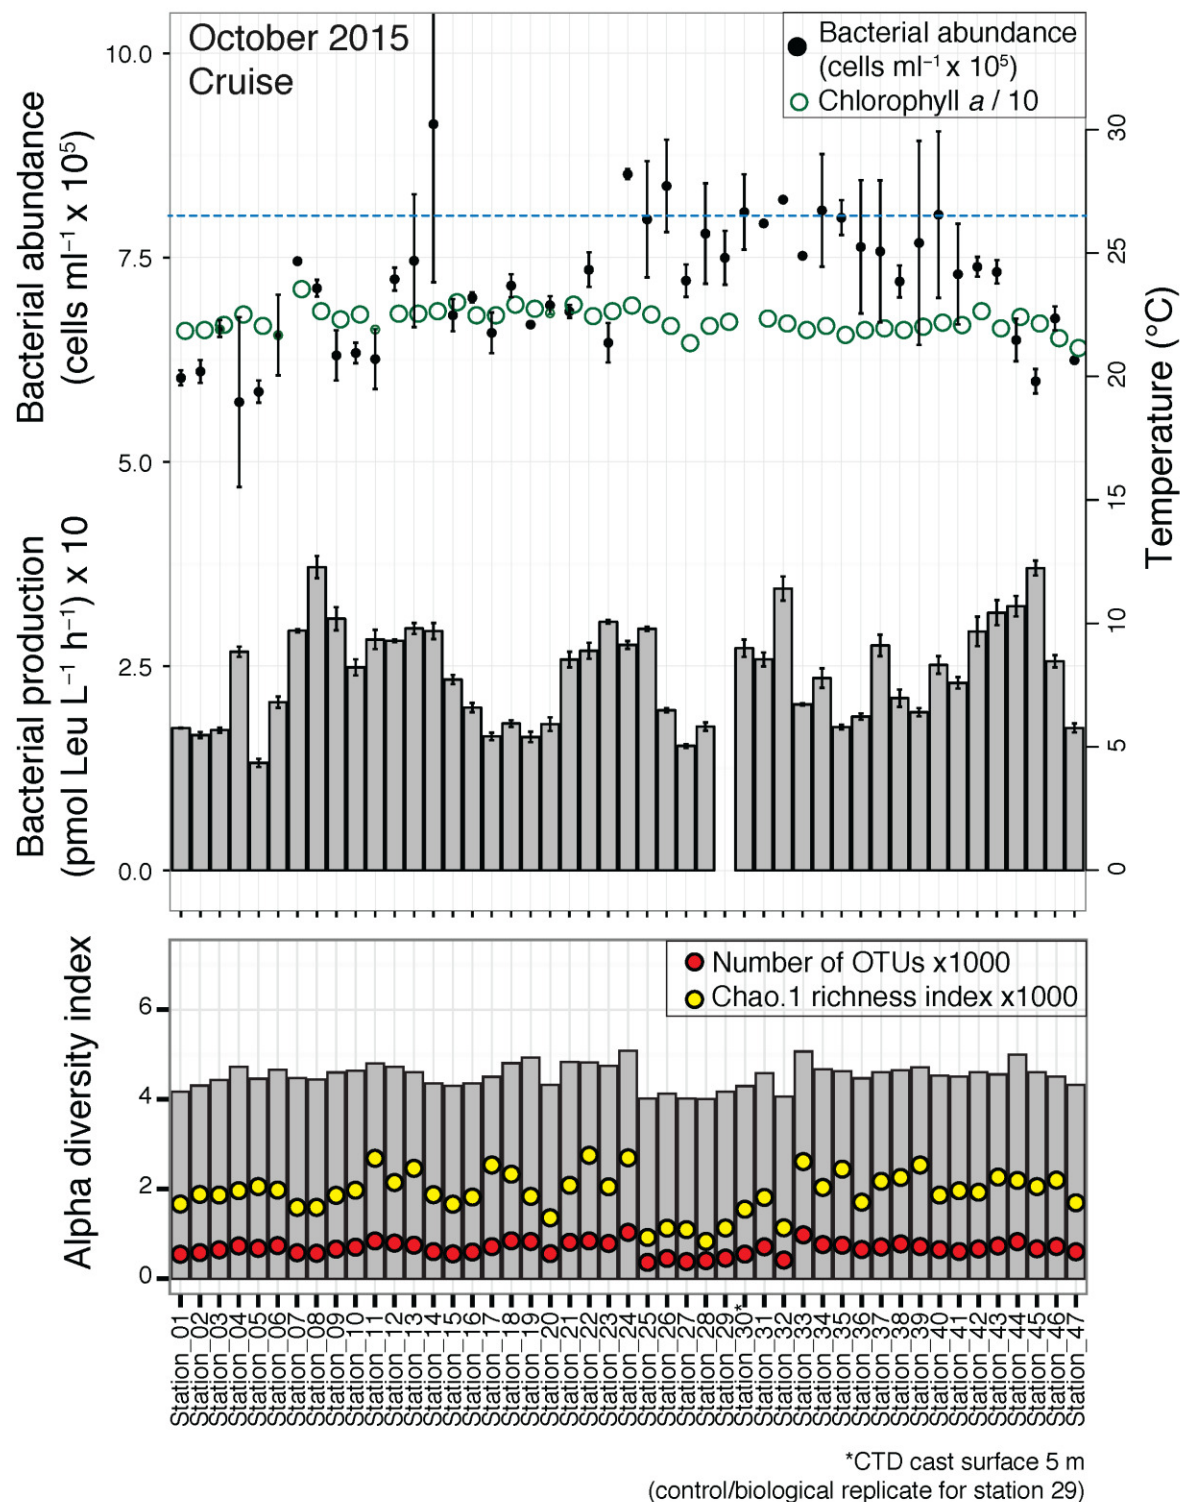 October 2015
Cruise
Bacterial abundance
(cells ml⁻¹ x 10⁵)
Chlorophyll a / 10
Bacterial abundance
(cells ml⁻¹ x 10⁵)
10.0
7.5
5.0
2.5
0.0
Bacterial production
(pmol Leu L⁻¹ h⁻¹) x 10
30
25
20
15
10
5
0
Temperature (°C)
Number of OTUs x1000
Chao.1 richness index x1000
Alpha diversity index
6
4
2
0
Station_01
Station_02
Station_03
Station_04
Station_05
Station_07
Station_08
Station_09
Station_10
Station_11
Station_12
Station_13
Station_14
Station_15
Station_16
Station_17
Station_18
Station_19
Station_20
Station_21
Station_22
Station_23
Station_24
Station_25
Station_26
Station_27
Station_28
Station_29
Station_30*
Station_31
Station_32
Station_33
Station_34
Station_35
Station_36
Station_37
Station_38
Station_39
Station_40
Station_41
Station_42
Station_43
Station_44
Station_45
Station_46
Station_47
*CTD cast surface 5 m
(control/biological replicate for station 29)